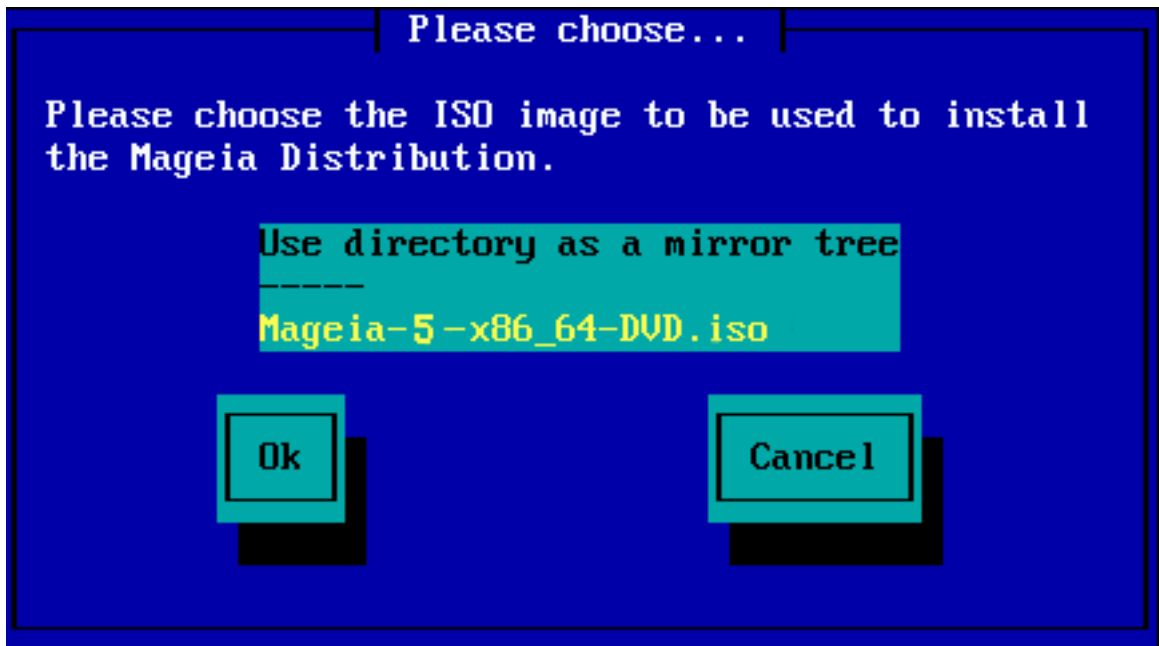 Please choose...
Please choose the ISO image to be used to install
the Mageia Distribution.
Use directory as a mirror tree
-----
Mageia-5-x86_64-DVD.iso
Ok
Cancel